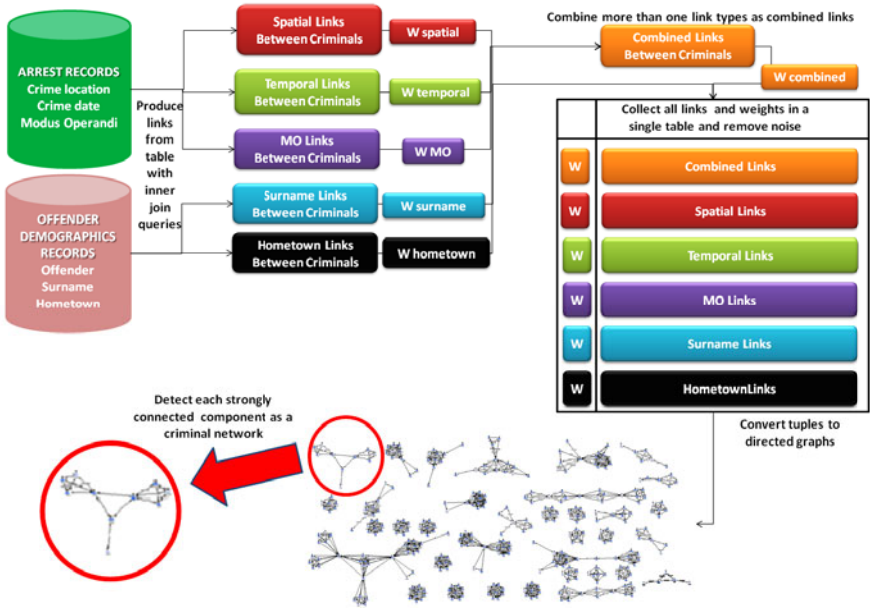 ARREST RECORDS
Crime location
Crime date
Modus Operandi
OFFENDER
DEMOGRAPHICS
RECORDS
Offender
Surname
Hometown
Produce
links
from
table
with
inner
join
queries
Spatial Links
Between Criminals
W spatial
Temporal Links
Between Criminals
W temporal
MO Links
Between Criminals
W MO
Surname Links
Between Criminals
W surname
Hometown Links
Between Criminals
W hometown
Combine more than one link types as combined links
Combined Links
Between Criminals
W combined
Collect all links and weights in a
single table and remove noise
W Combined Links
W Spatial Links
W Temporal Links
W MO Links
W Surname Links
W HometownLinks
Convert tuples to
directed graphs
Detect each strongly
connected component as a
criminal network